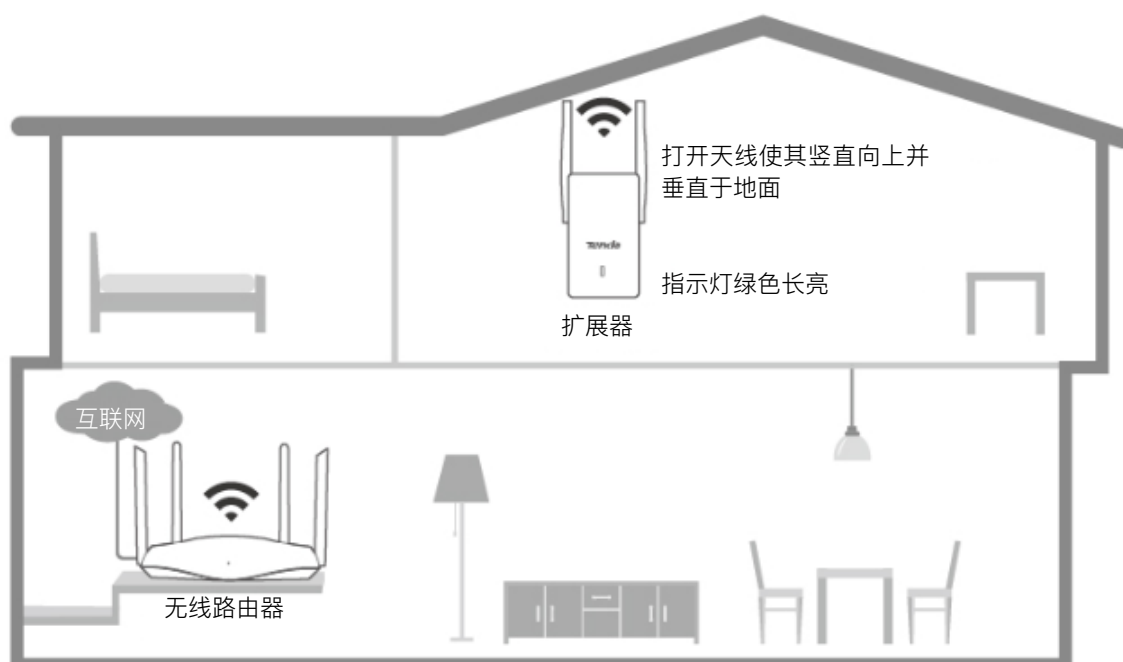 打开天线使其竖直向上并
垂直于地面
Tenda
指示灯绿色长亮
扩展器
互联网
无线路由器